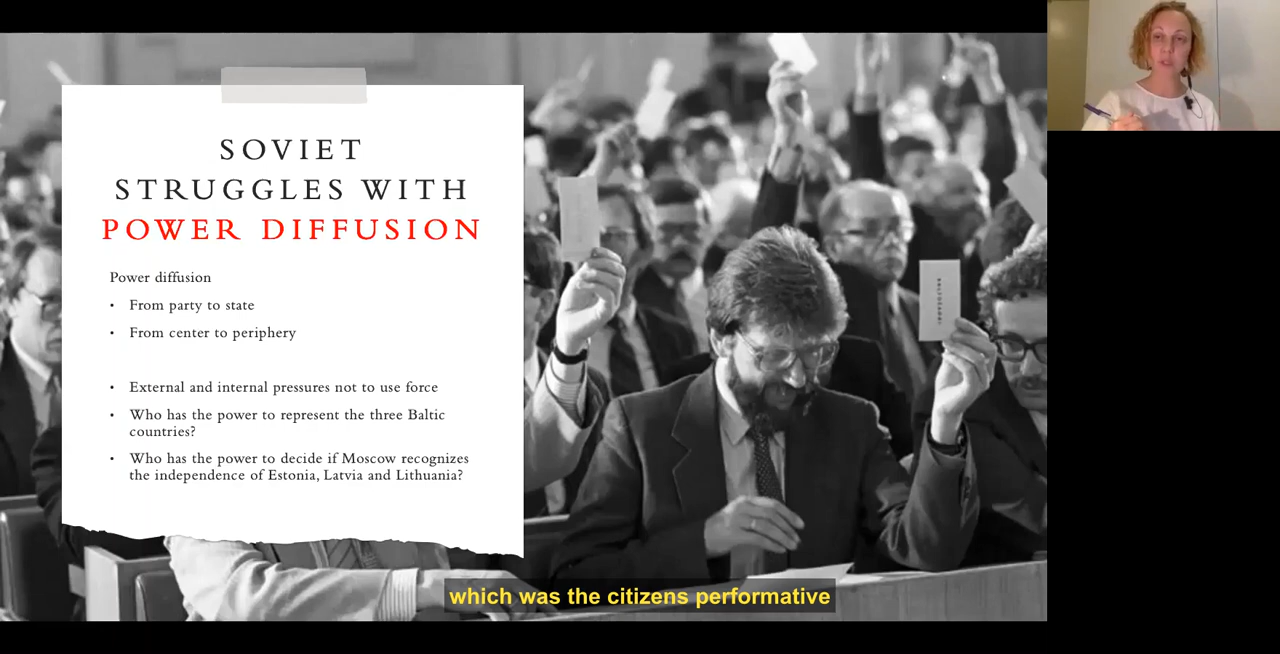 SOVIET
STRUGGLES WITH
POWER DIFFUSION
Power diffusion
• From party to state
• From center to periphery
• External and internal pressures not to use force
• Who has the power to represent the three Baltic
countries?
• Who has the power to decide if Moscow recognizes
the independence of Estonia, Latvia and Lithuania?
which was the citizens performative